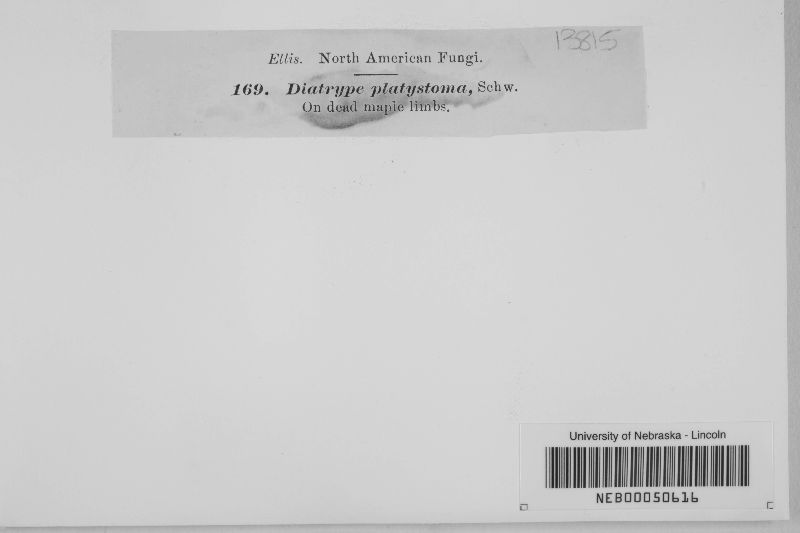 13815
Ellis. North American Fungi.
169. Diatrype platystoma, Schw.
On dead maple limbs.
University of Nebraska - Lincoln
NEB00050616